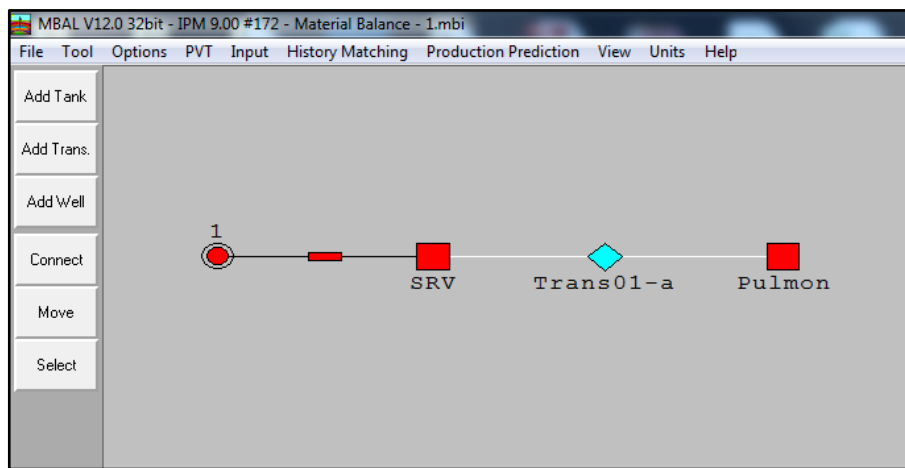 MBAL V12.0 32bit - IPM 9.00 #172 - Material Balance - 1.mbi
File Tool Options PVT Input History Matching Production Prediction View Units Help
Add Tank
Add Trans.
Add Well
Connect
Move
Select
1
SRV Trans01-a Pulmon